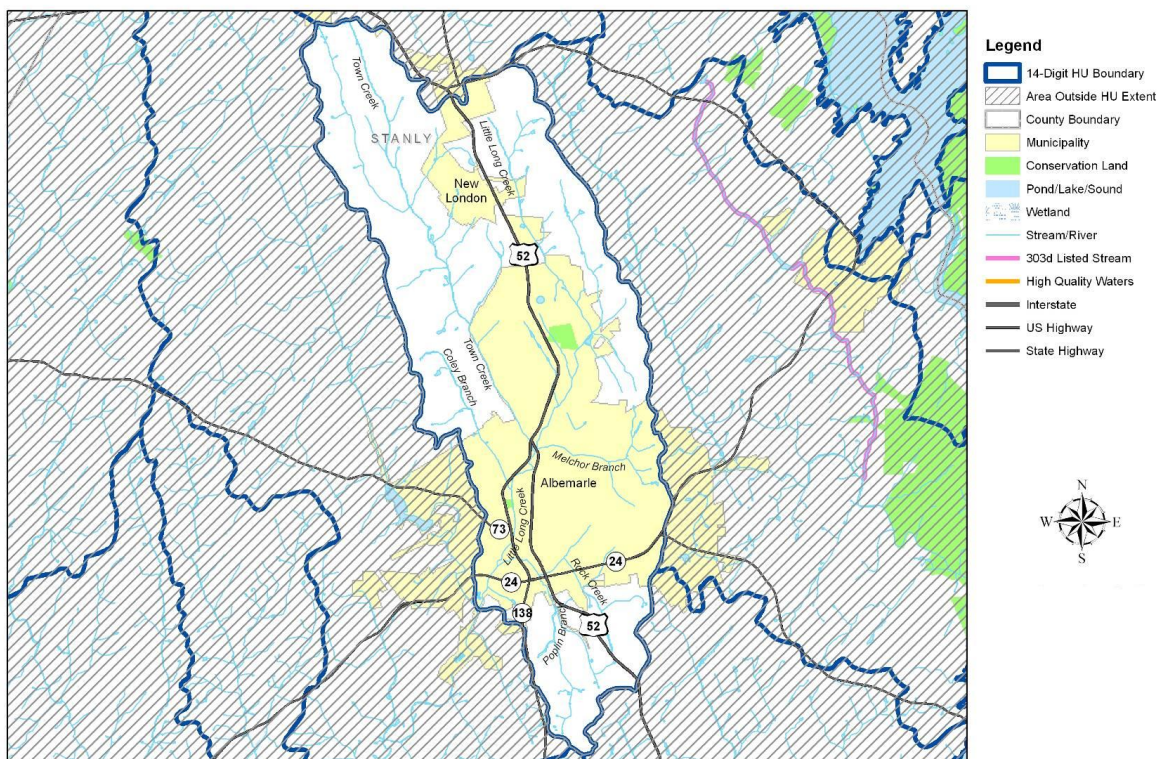 Town Creek
STANLY
Little Long Creek
New
London
52
Town Creek
Coley Branch
Melchor Branch
Albemarle
Little Long Creek
73
Rock Creek
24
24
138
Poplin Branch
52
Legend
14-Digit HU Boundary
Area Outside HU Extent
County Boundary
Municipality
Conservation Land
Pond/Lake/Sound
Wetland
Stream/River
303d Listed Stream
High Quality Waters
Interstate
US Highway
State Highway
N
W
E
S